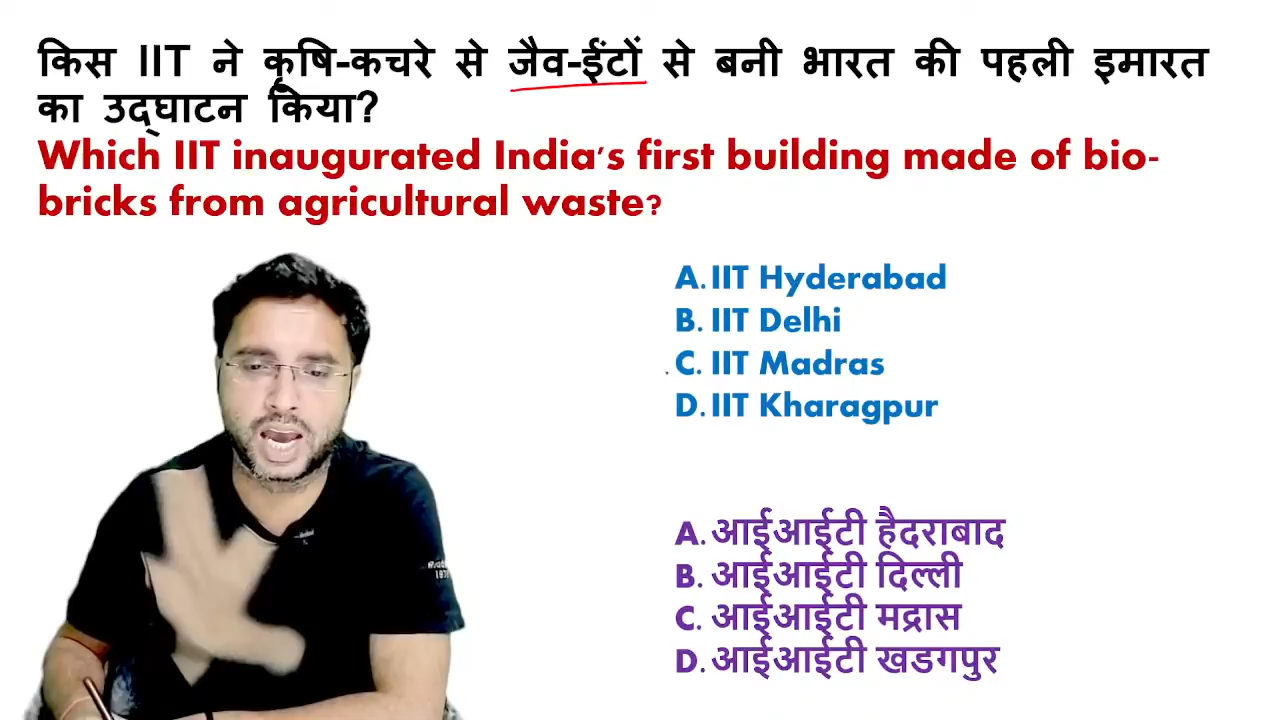 किस IIT ने कृषि-कचरे से जैव-ईंटों से बनी भारत की पहली इमारत
का उद्घाटन किया?
Which IIT inaugurated India's first building made of bio-
bricks from agricultural waste?
A. IIT Hyderabad
B. IIT Delhi
C. IIT Madras
D. IIT Kharagpur
A. आईआईटी हैदराबाद
B. आईआईटी दिल्ली
C. आईआईटी मद्रास
D. आईआईटी खडगपुर